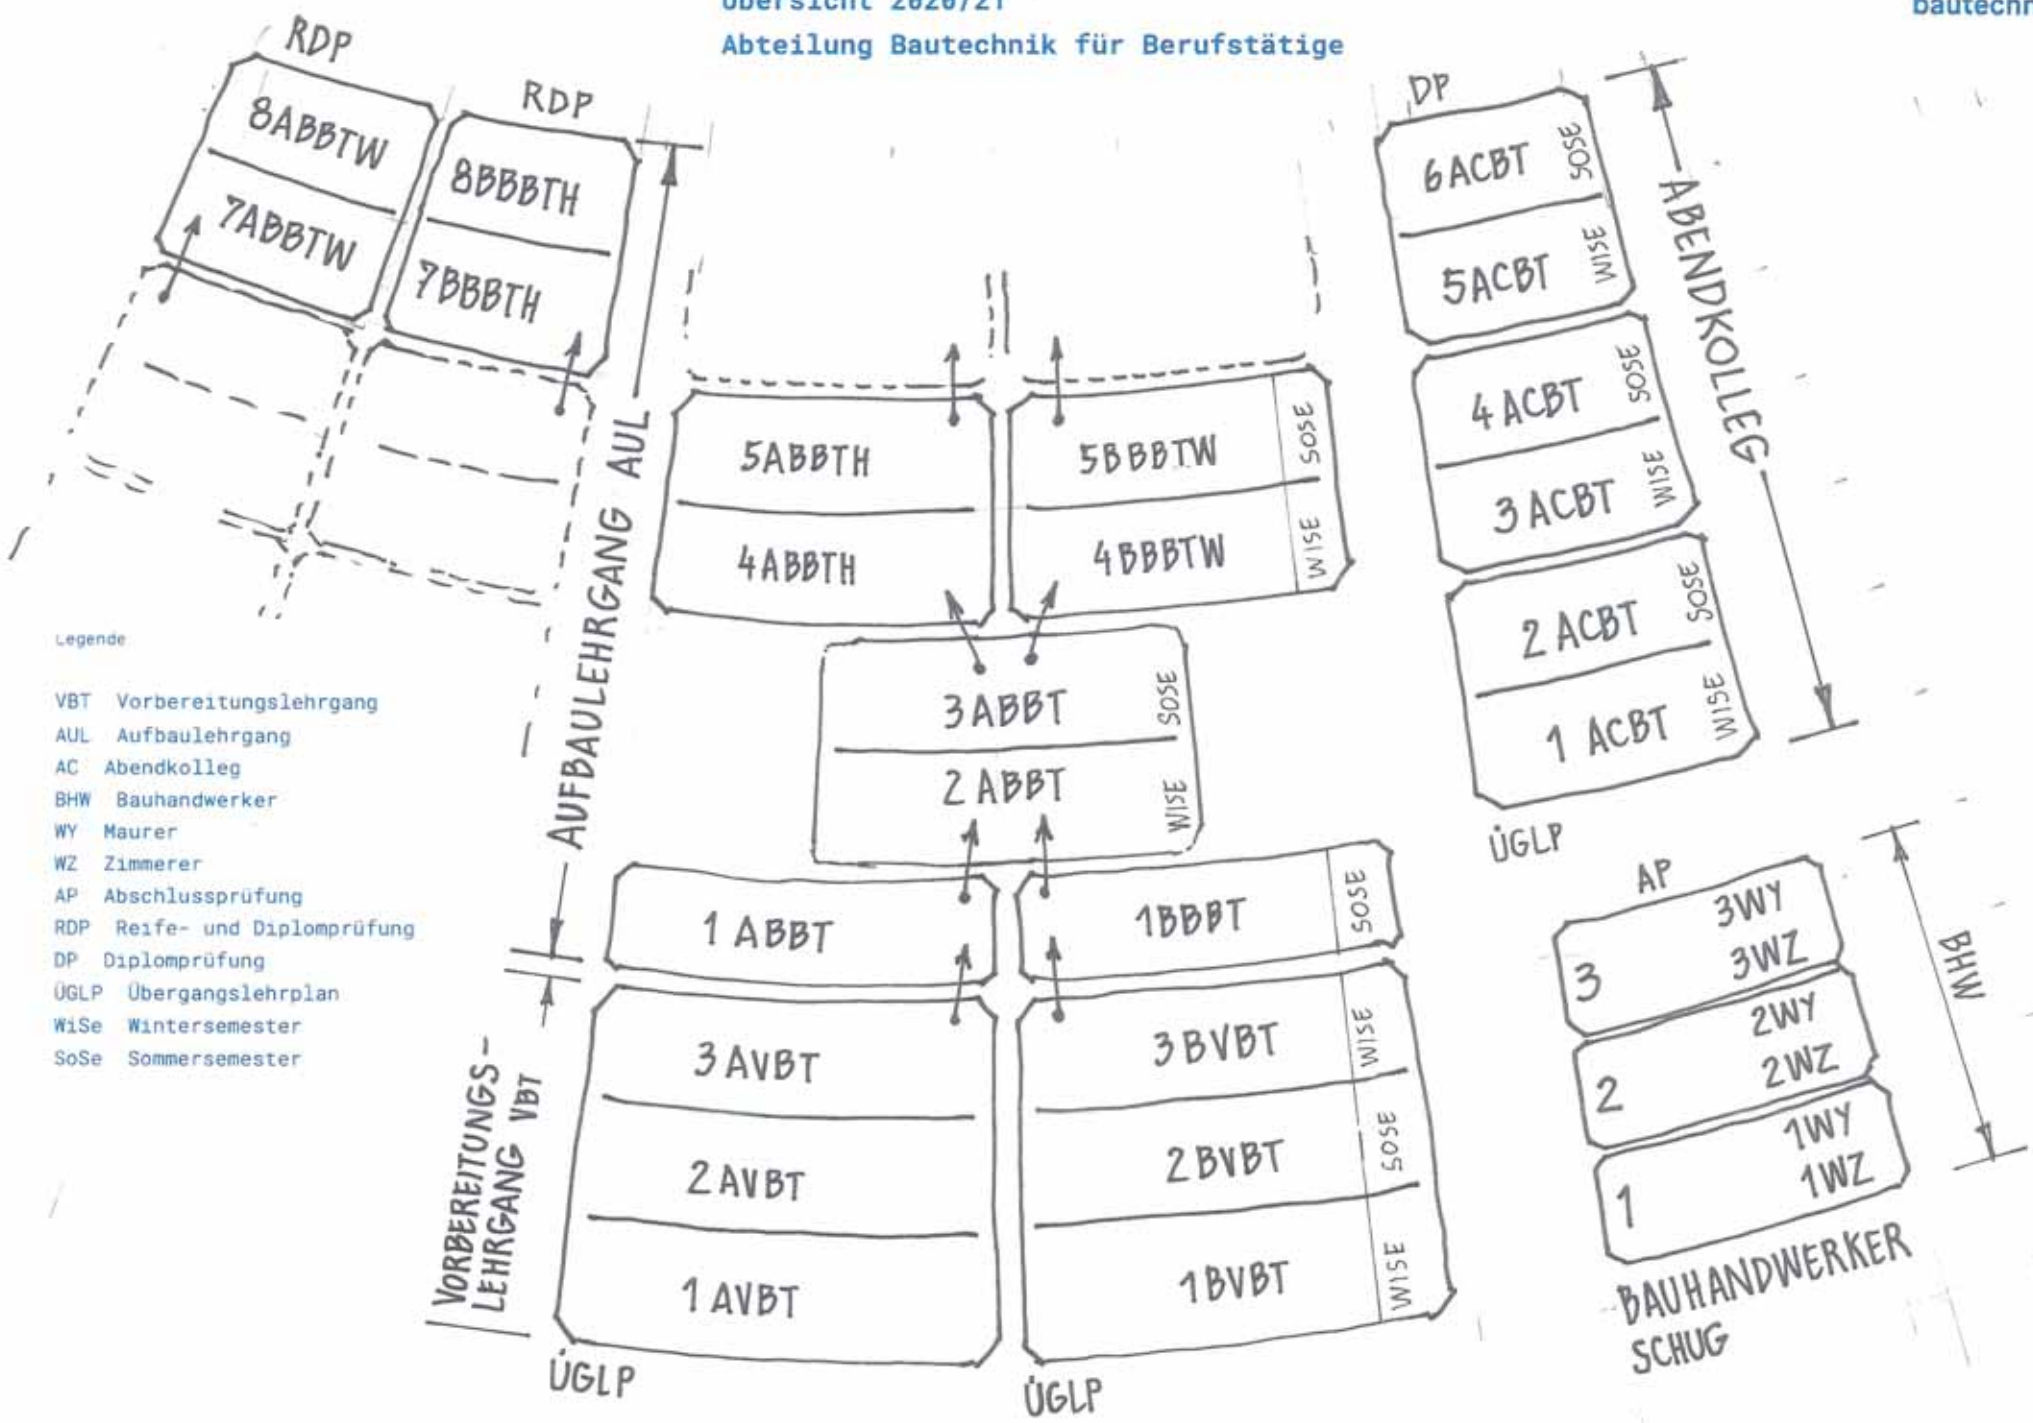 Übersicht 2020/21
Abteilung Bautechnik für Berufstätige
RDP
8ABBTW
7ABBTW
RDP
8BBBTH
7BBBTH
AUFBAULEHRGANG AUL
5ABBTH
4ABBTH
5BBBTW SOSE
4BBBTW WISE
3ABBT SOSE
2ABBT WISE
1ABBT
1BBBT SOSE
3AVBT
2AVBT
1AVBT
ÜGLP
3BVBT WISE
2BVBT SOSE
1BVBT WISE
ÜGLP
VORBEREITUNGS-
LEHRGANG VBT
DP
6ACBT SOSE
5ACBT WISE
4ACBT SOSE
3ACBT WISE
2ACBT SOSE
1ACBT WISE
ÜGLP
ABENDKOLLEG
AP
3 3WY
3WZ
2 2WY
2WZ
1 1WY
1WZ
BHW
BAUHANDWERKER
SCHUG
Legende
VBT Vorbereitungslehrgang
AUL Aufbaulehrgang
AC Abendkolleg
BHW Bauhandwerker
WY Maurer
WZ Zimmerer
AP Abschlussprüfung
RDP Reife- und Diplomprüfung
DP Diplomprüfung
ÜGLP Übergangslehrplan
WiSe Wintersemester
SoSe Sommersemester